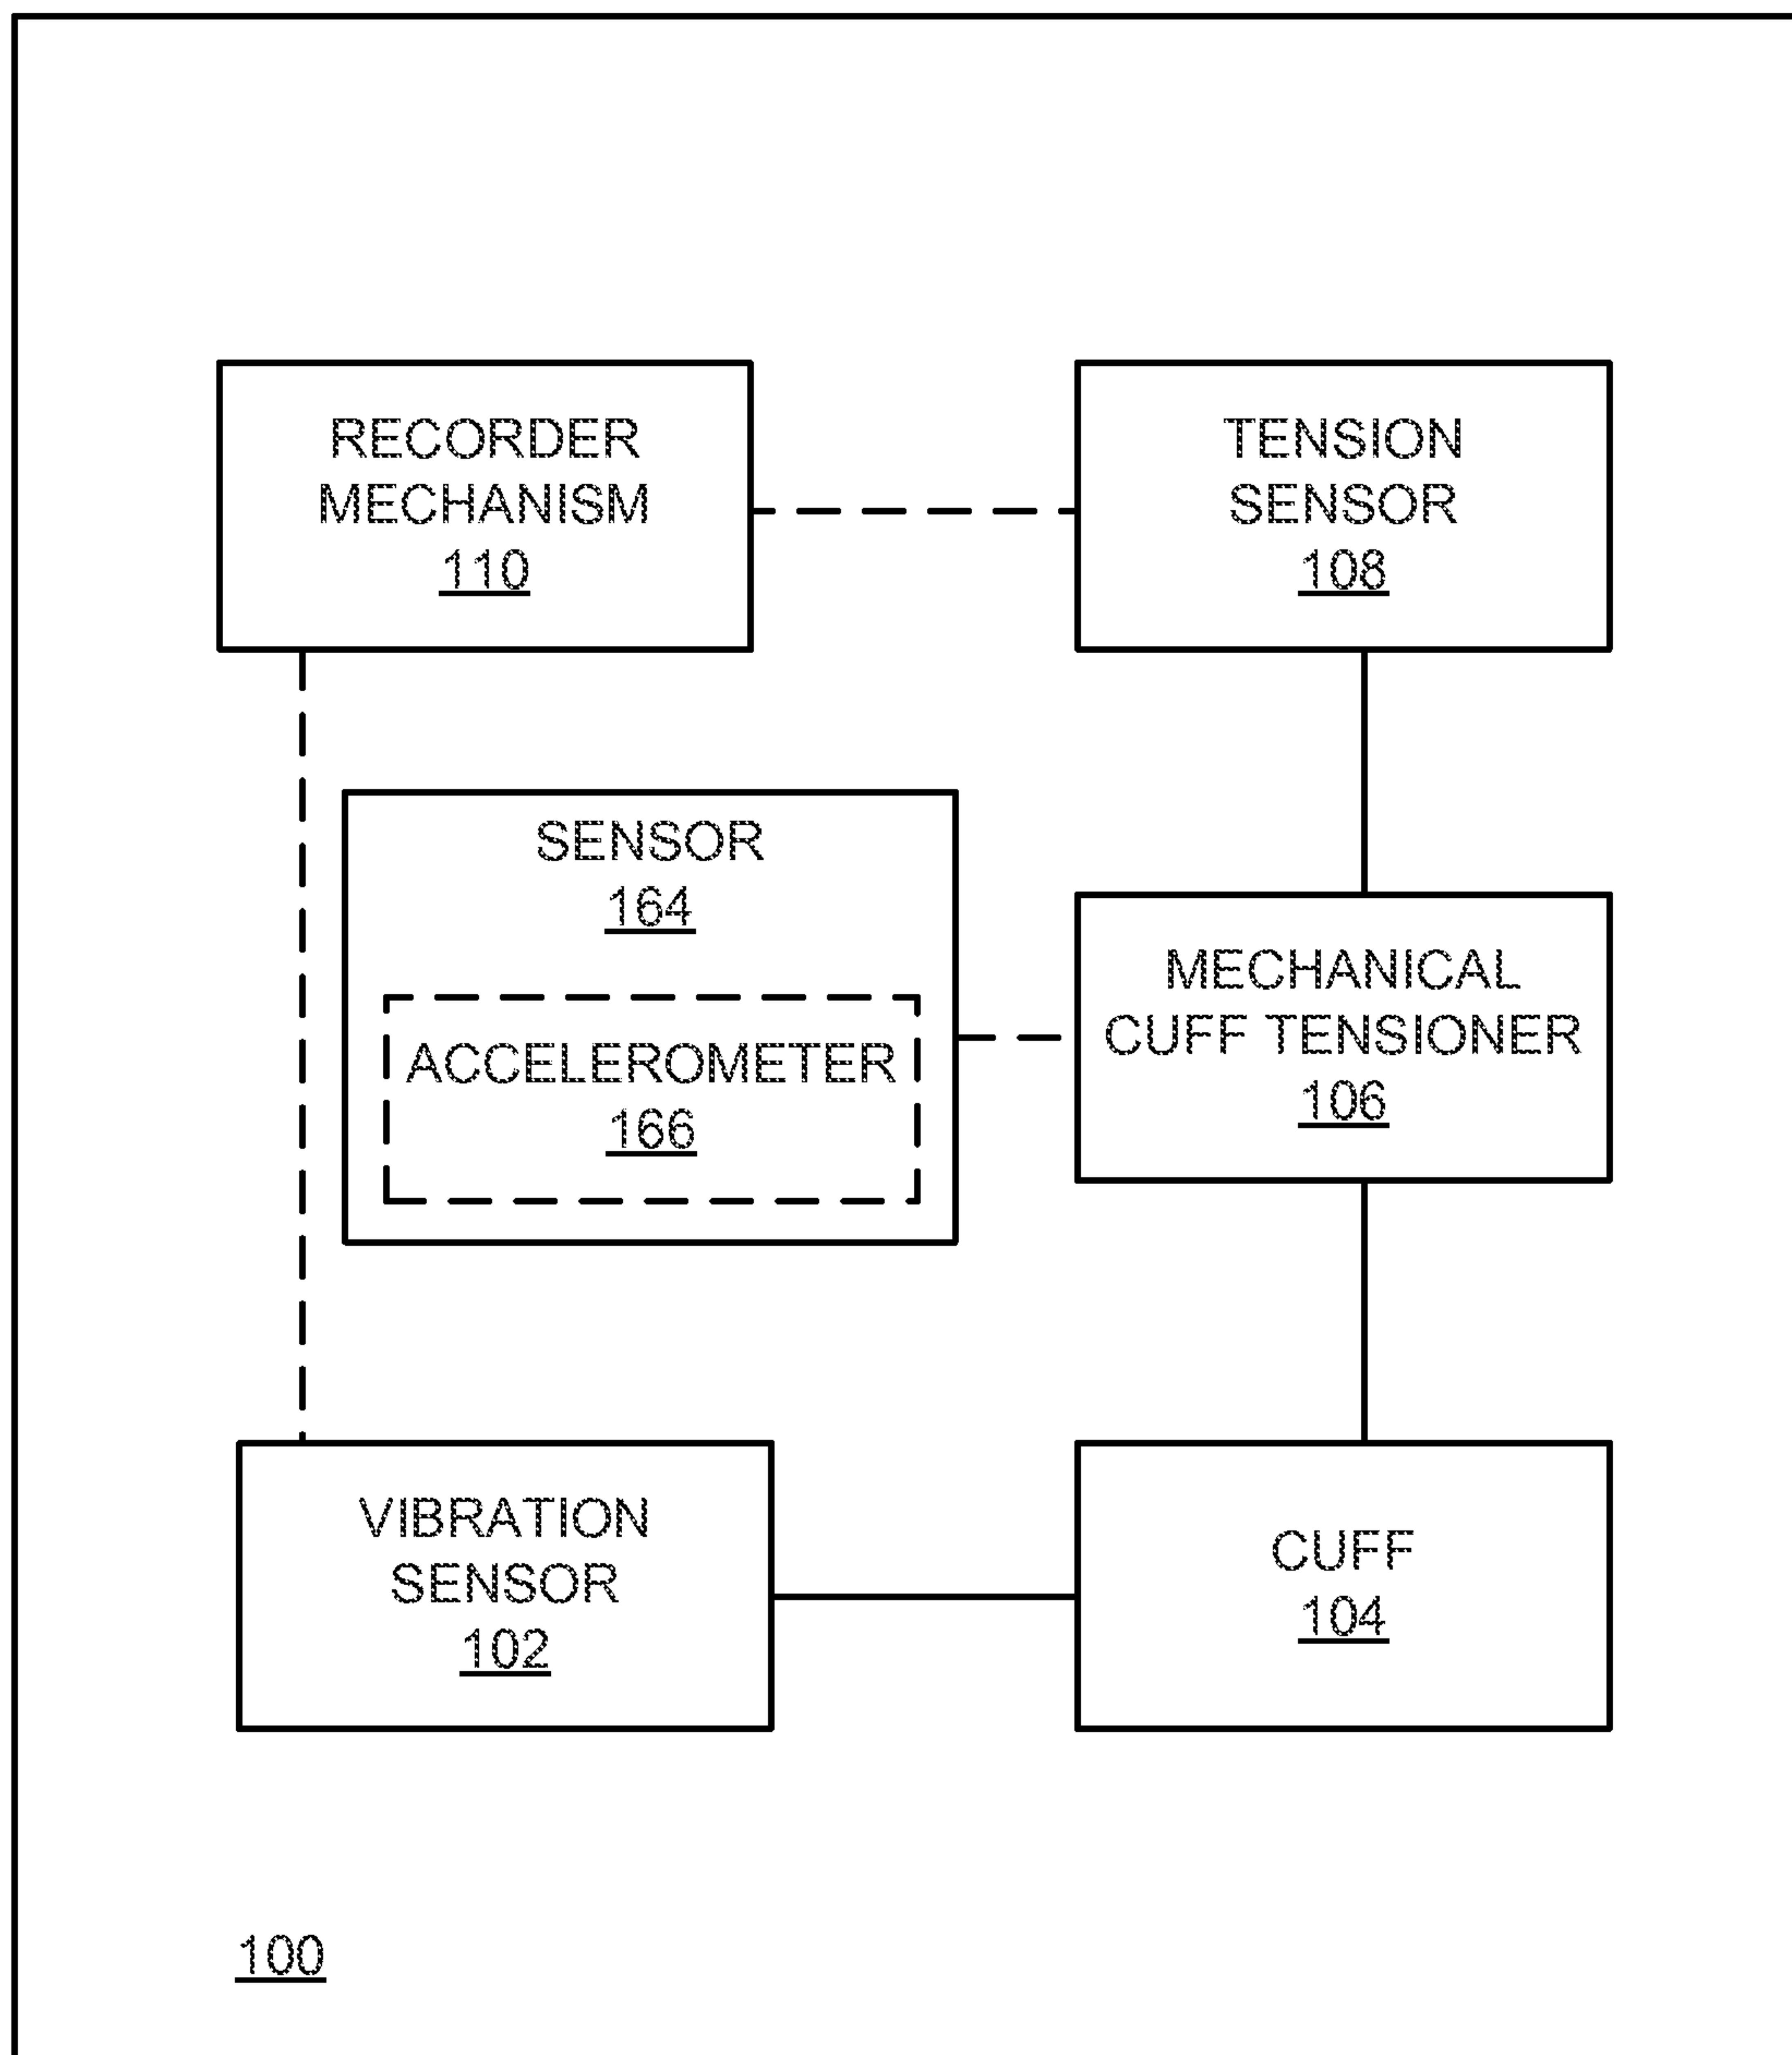 RECORDER
MECHANISM
110
TENSION
SENSOR
108
SENSOR
164
ACCELEROMETER
166
MECHANICAL
CUFF TENSIONER
106
VIBRATION
SENSOR
102
CUFF
104
100